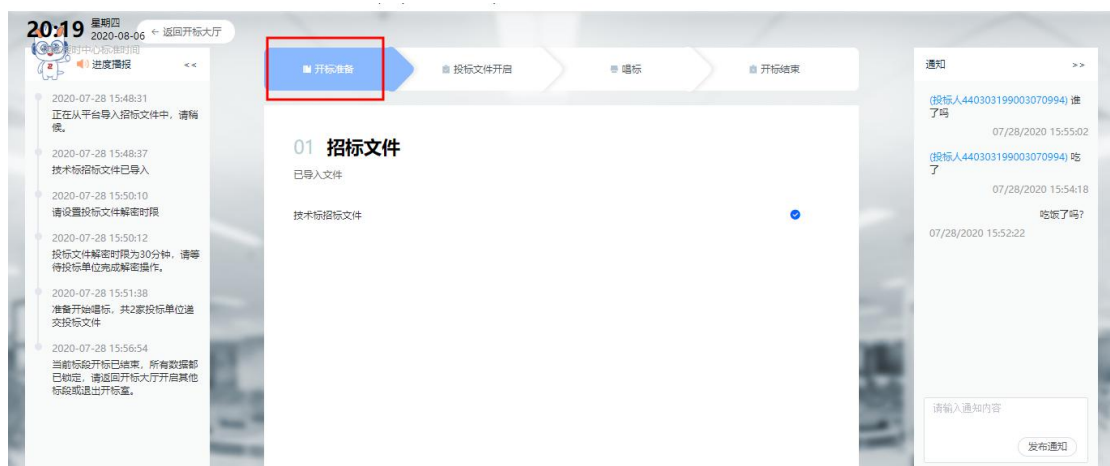 20:19 星期四
2020-08-06
← 返回开标大厅
时中心标准时间
进度播报 <<
2020-07-28 15:48:31
正在从平台导入招标文件中，请稍
候。
2020-07-28 15:48:37
技术标招标文件已导入
2020-07-28 15:50:10
请设置投标文件解密时限
2020-07-28 15:50:12
投标文件解密时限为30分钟，请等
待投标单位完成解密操作。
2020-07-28 15:51:38
准备开始唱标，共2家投标单位递
交投标文件
2020-07-28 15:56:54
当前标段开标已结束，所有数据都
已锁定，请返回开标大厅开启其他
标段或退出开标室。
开标准备
投标文件开启
唱标
开标结束
01 招标文件
已导入文件
技术标招标文件
通知 >>
(投标人440303199003070994) 谁
了吗
07/28/2020 15:55:02
(投标人440303199003070994) 吃
了
07/28/2020 15:54:18
吃饭了吗?
07/28/2020 15:52:22
请输入通知内容
发布通知